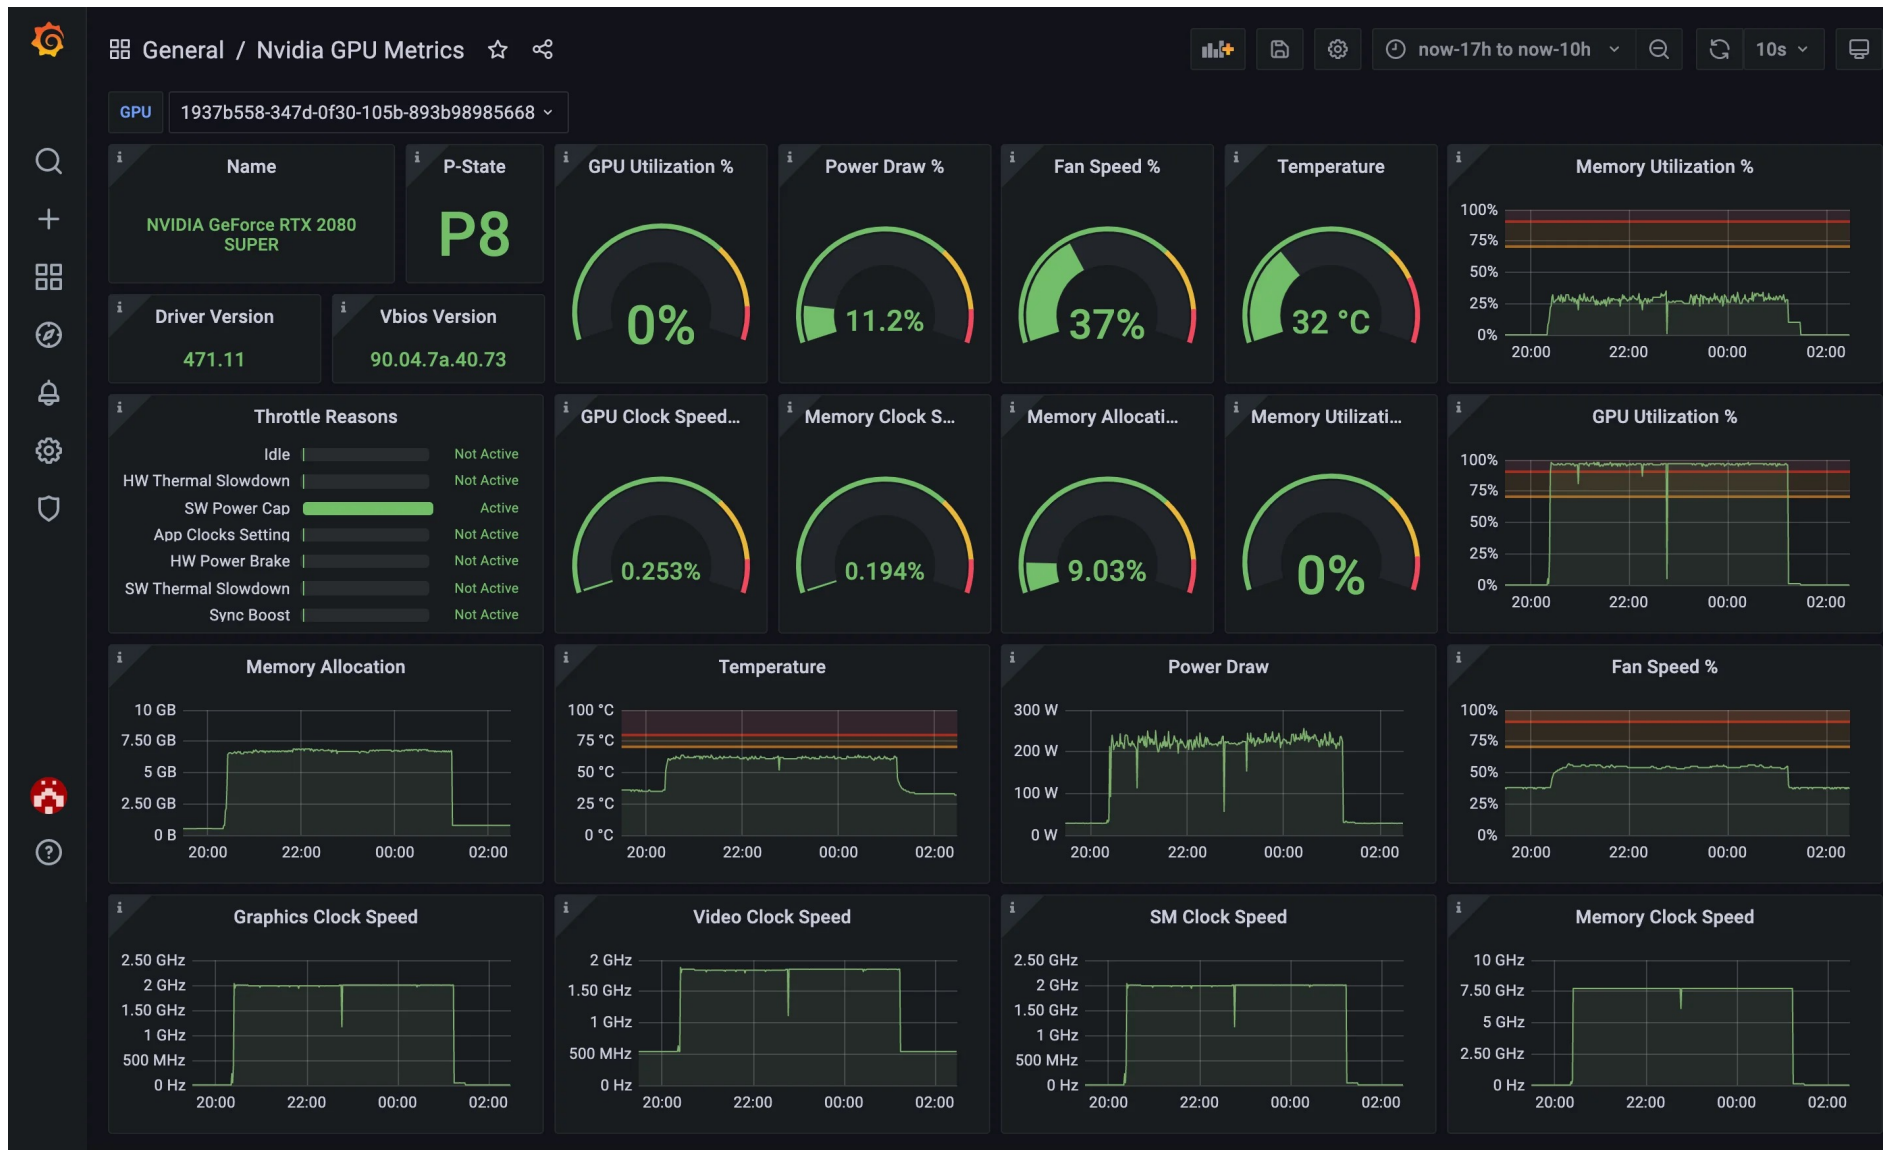 General / Nvidia GPU Metrics
now-17h to now-10h
10s
GPU
1937b558-347d-0f30-105b-893b98985668
Name
NVIDIA GeForce RTX 2080
SUPER
P-State
P8
Driver Version
471.11
Vbios Version
90.04.7a.40.73
GPU Utilization %
0%
Power Draw %
11.2%
Fan Speed %
37%
Temperature
32 °C
Memory Utilization %
100%
75%
50%
25%
0%
20:00 22:00 00:00 02:00
Throttle Reasons
Idle Not Active
HW Thermal Slowdown Not Active
SW Power Cap Active
App Clocks Setting Not Active
HW Power Brake Not Active
SW Thermal Slowdown Not Active
Sync Boost Not Active
GPU Clock Speed...
0.253%
Memory Clock S...
0.194%
Memory Allocati...
9.03%
Memory Utilizati...
0%
GPU Utilization %
100%
75%
50%
25%
0%
20:00 22:00 00:00 02:00
Memory Allocation
10 GB
7.50 GB
5 GB
2.50 GB
0 B
20:00 22:00 00:00 02:00
Temperature
100 °C
75 °C
50 °C
25 °C
0 °C
20:00 22:00 00:00 02:00
Power Draw
300 W
200 W
100 W
0 W
20:00 22:00 00:00 02:00
Fan Speed %
100%
75%
50%
25%
0%
20:00 22:00 00:00 02:00
Graphics Clock Speed
2.50 GHz
2 GHz
1.50 GHz
1 GHz
500 MHz
0 Hz
20:00 22:00 00:00 02:00
Video Clock Speed
2 GHz
1.50 GHz
1 GHz
500 MHz
0 Hz
20:00 22:00 00:00 02:00
SM Clock Speed
2.50 GHz
2 GHz
1.50 GHz
1 GHz
500 MHz
0 Hz
20:00 22:00 00:00 02:00
Memory Clock Speed
10 GHz
7.50 GHz
5 GHz
2.50 GHz
0 Hz
20:00 22:00 00:00 02:00